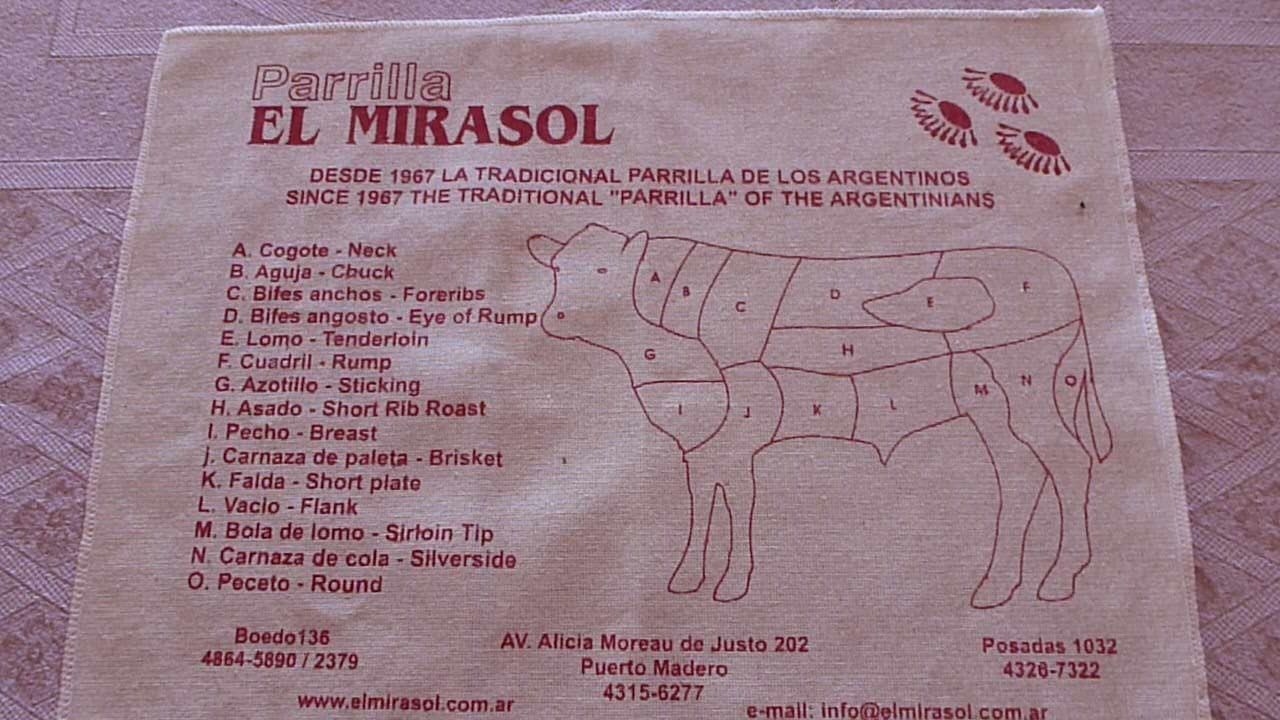 Parrilla
EL MIRASOL
DESDE 1967 LA TRADICIONAL PARRILLA DE LOS ARGENTINOS
SINCE 1967 THE TRADITIONAL "PARRILLA" OF THE ARGENTINIANS
A. Cogote - Neck
B. Aguja - Cbuck
C. Bifes anchos - Foreribs
D. Bifes angosto - Eye of Rump
E. Lomo - Tenderloin
F. Cuadril - Rump
G. Azotillo - Sticking
H. Asado - Short Rib Roast
I. Pecho - Breast
j. Carnaza de paleta - Brisket
K. Falda - Short plate
L. Vacio - Flank
M. Bola de lomo - Sirloin Tip
N. Carnaza de cola - Silverside
O. Peceto - Round
A
B
C
D
E
F
G
H
I
J
K
L
M
N
O
Boedo136
4864-5890 / 2379
AV. Alicia Moreau de Justo 202
Puerto Madero
4315-6277
Posadas 1032
4326-7322
www.elmirasol.com.ar
e-mail: info@elmirasol.com.ar